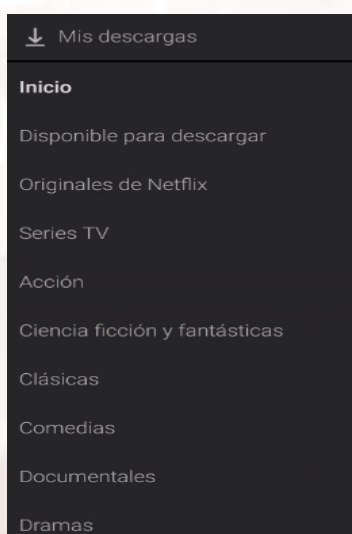 Mis descargas
Inicio
Disponible para descargar
Originales de Netflix
Series TV
Acción
Ciencia ficción y fantásticas
Clásicas
Comedias
Documentales
Dramas